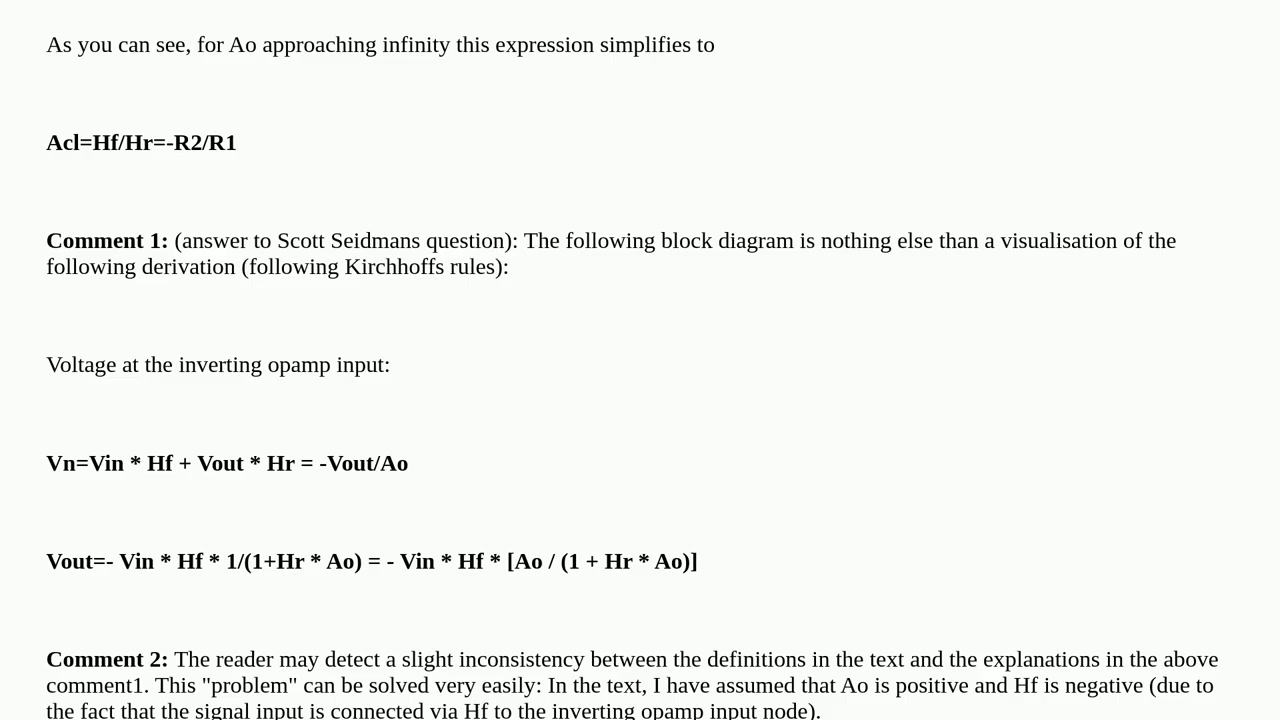 As you can see, for Ao approaching infinity this expression simplifies to
Acl=Hf/Hr=-R2/R1
Comment 1: (answer to Scott Seidmans question): The following block diagram is nothing else than a visualisation of the
following derivation (following Kirchhoffs rules):
Voltage at the inverting opamp input:
Vn=Vin * Hf + Vout * Hr = -Vout/Ao
Vout=- Vin * Hf * 1/(1+Hr * Ao) = - Vin * Hf * [Ao / (1 + Hr * Ao)]
Comment 2: The reader may detect a slight inconsistency between the definitions in the text and the explanations in the above
comment1. This "problem" can be solved very easily: In the text, I have assumed that Ao is positive and Hf is negative (due to
the fact that the signal input is connected via Hf to the inverting opamp input node).